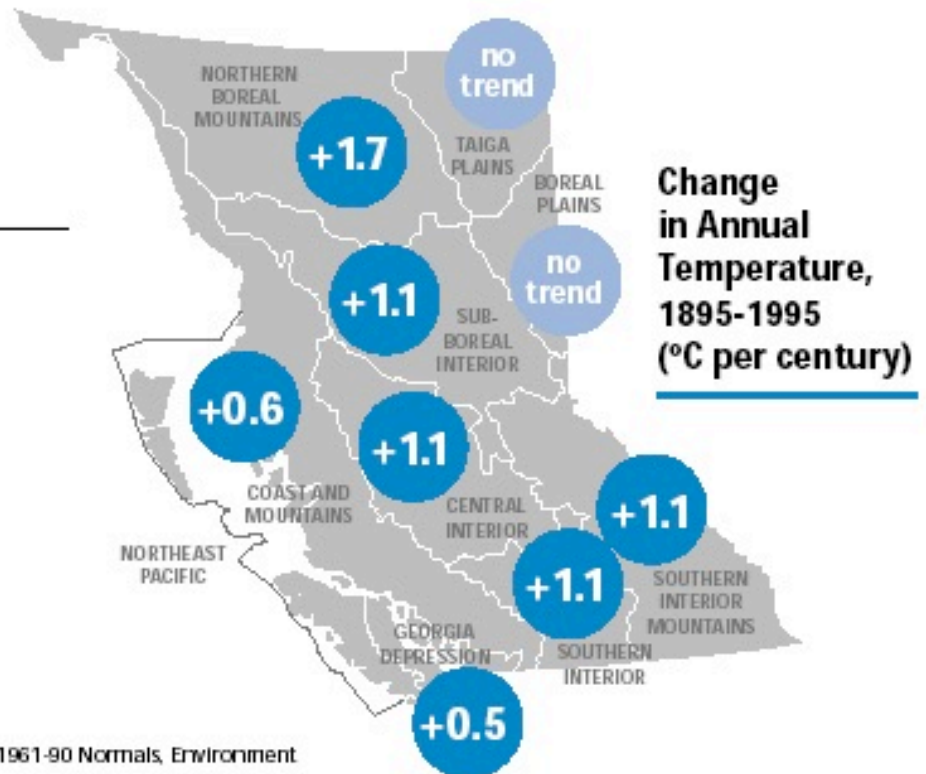 no
trend
NORTHERN
BOREAL
MOUNTAINS
+1.7
TAIGA
PLAINS
BOREAL
PLAINS
no
trend
Change
in Annual
Temperature,
1895-1995
(ºC per century)
+1.1
SUB-
BOREAL
INTERIOR
+0.6
+1.1
COAST AND
MOUNTAINS
CENTRAL
INTERIOR
+1.1
NORTHEAST
PACIFIC
+1.1
SOUTHERN
INTERIOR
MOUNTAINS
GEORGIA
DEPRESSION
SOUTHERN
INTERIOR
+0.5
1961-90 Normals, Environment